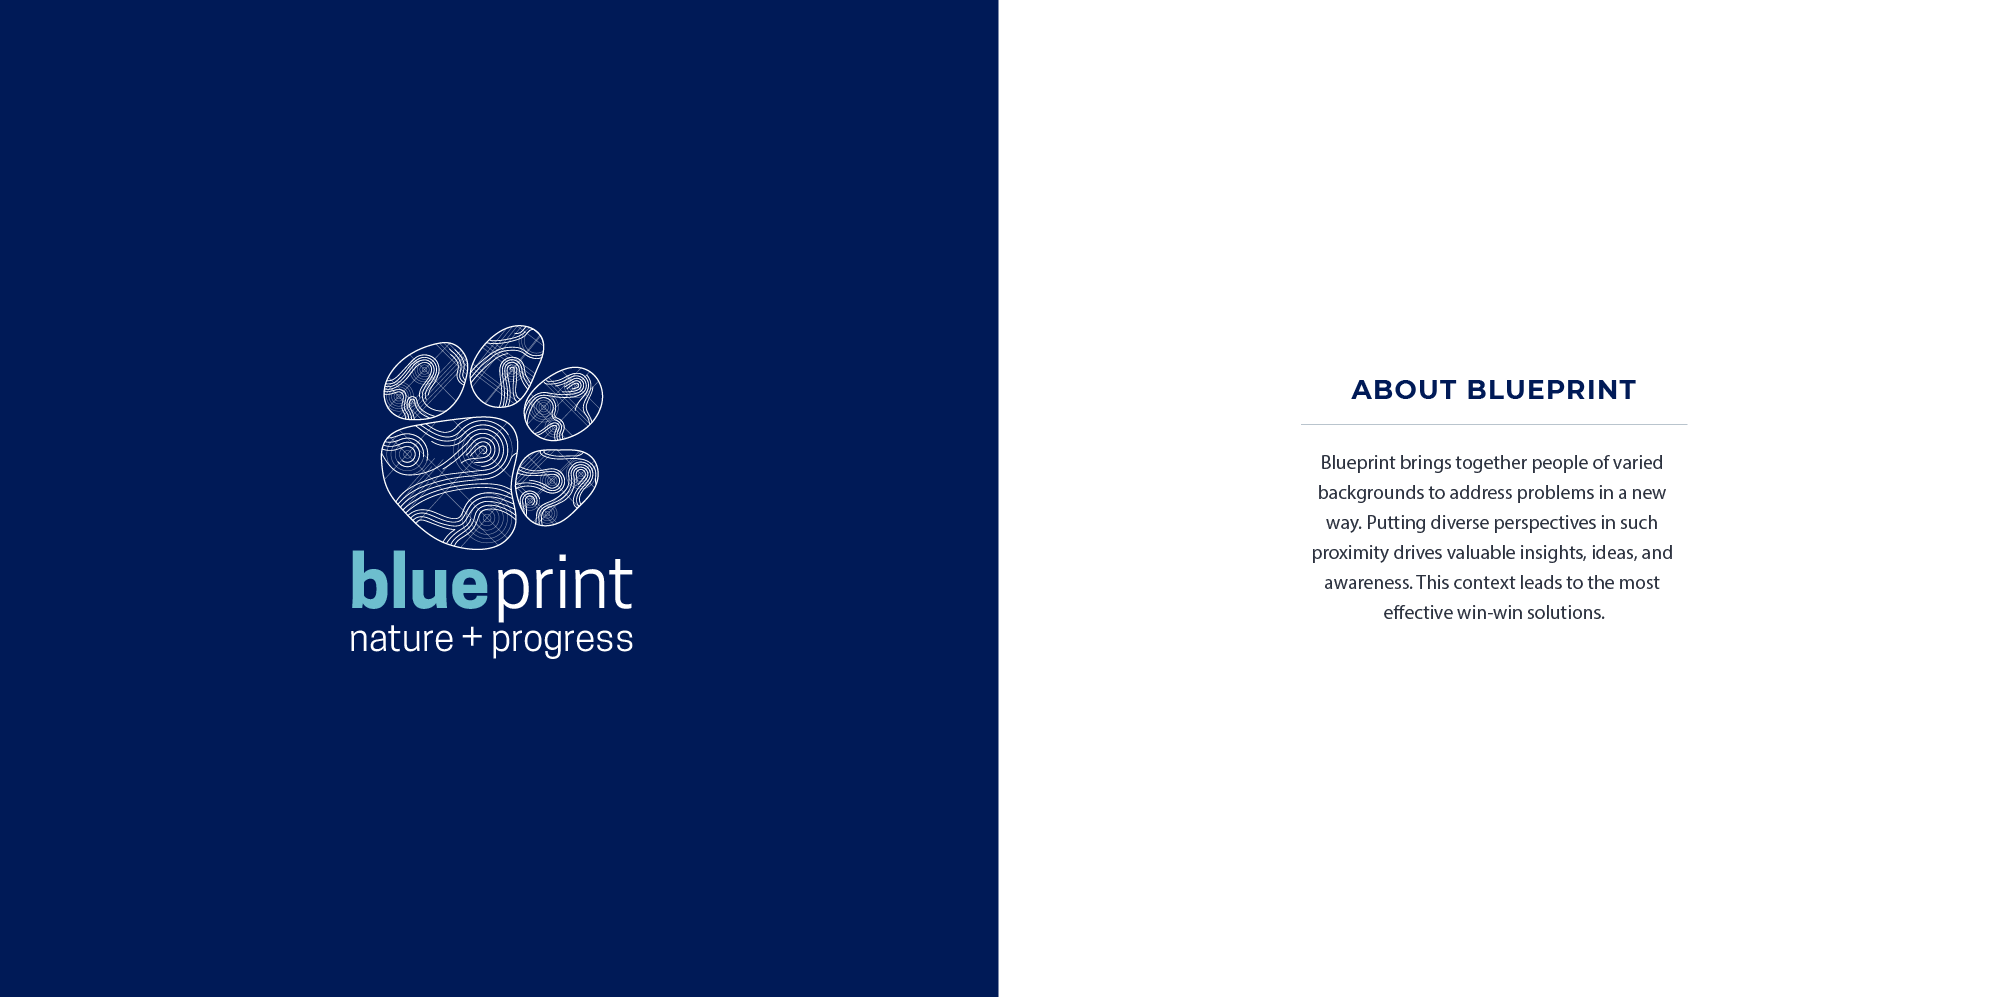 blueprint
nature + progress
ABOUT BLUEPRINT
Blueprint brings together people of varied
backgrounds to address problems in a new
way. Putting diverse perspectives in such
proximity drives valuable insights, ideas, and
awareness. This context leads to the most
effective win-win solutions.